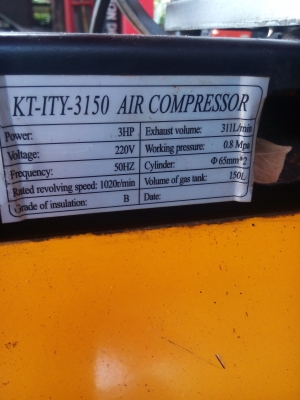 KT-ITY-3150 AIR COMPRESSOR
Power: 3HP Exhaust volume: 311L/min
Voltage: 220V Working pressure: 0.8 Mpa
Frequency: 50HZ Cylinder: Φ65mm*2
Rated revolving speed: 1020r/min Volume of gas tank: 150L
Grade of insulation: B Date: